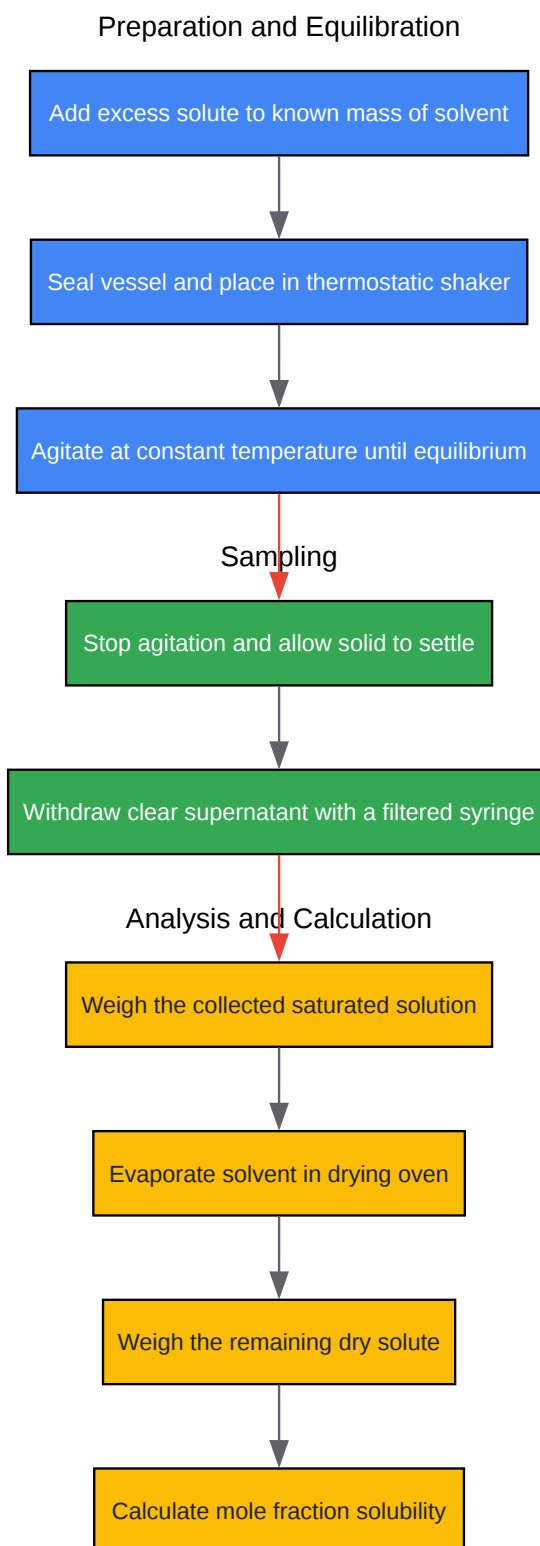 Preparation and Equilibration
Add excess solute to known mass of solvent
Seal vessel and place in thermostatic shaker
Agitate at constant temperature until equilibrium
Sampling
Stop agitation and allow solid to settle
Withdraw clear supernatant with a filtered syringe
Analysis and Calculation
Weigh the collected saturated solution
Evaporate solvent in drying oven
Weigh the remaining dry solute
Calculate mole fraction solubility